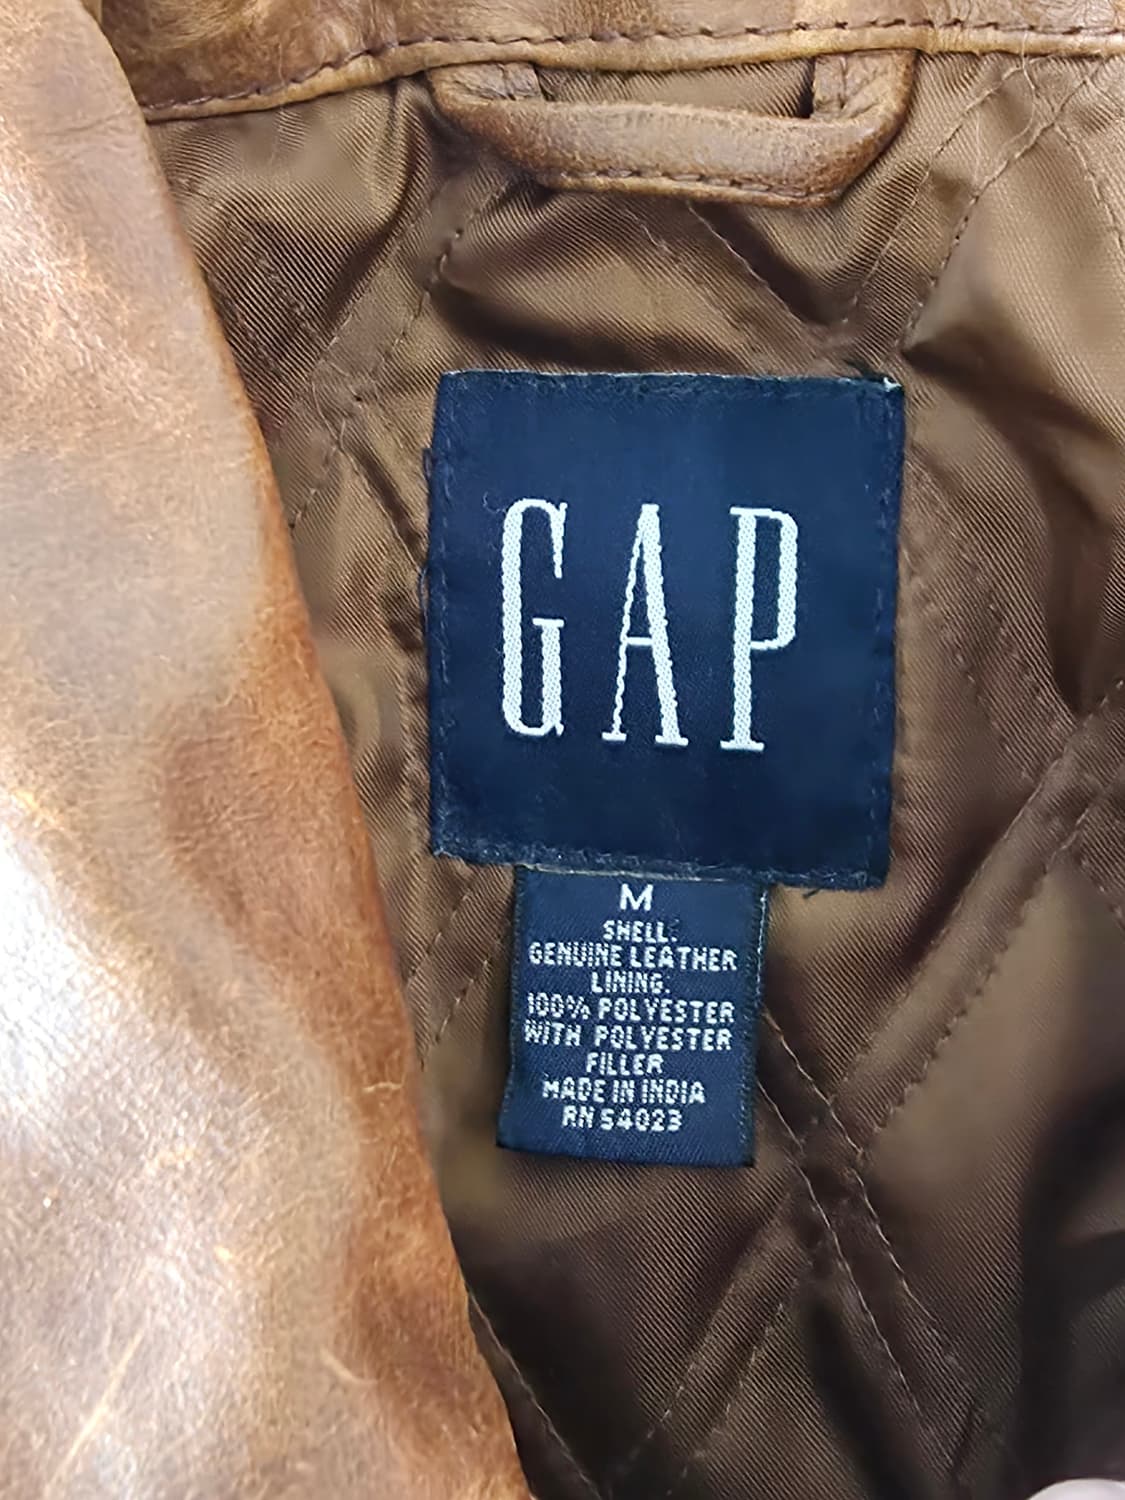 GAP
M
SHELL:
GENUINE LEATHER
LINING:
100% POLYESTER
WITH POLYESTER
FILLER
MADE IN INDIA
RN 54023